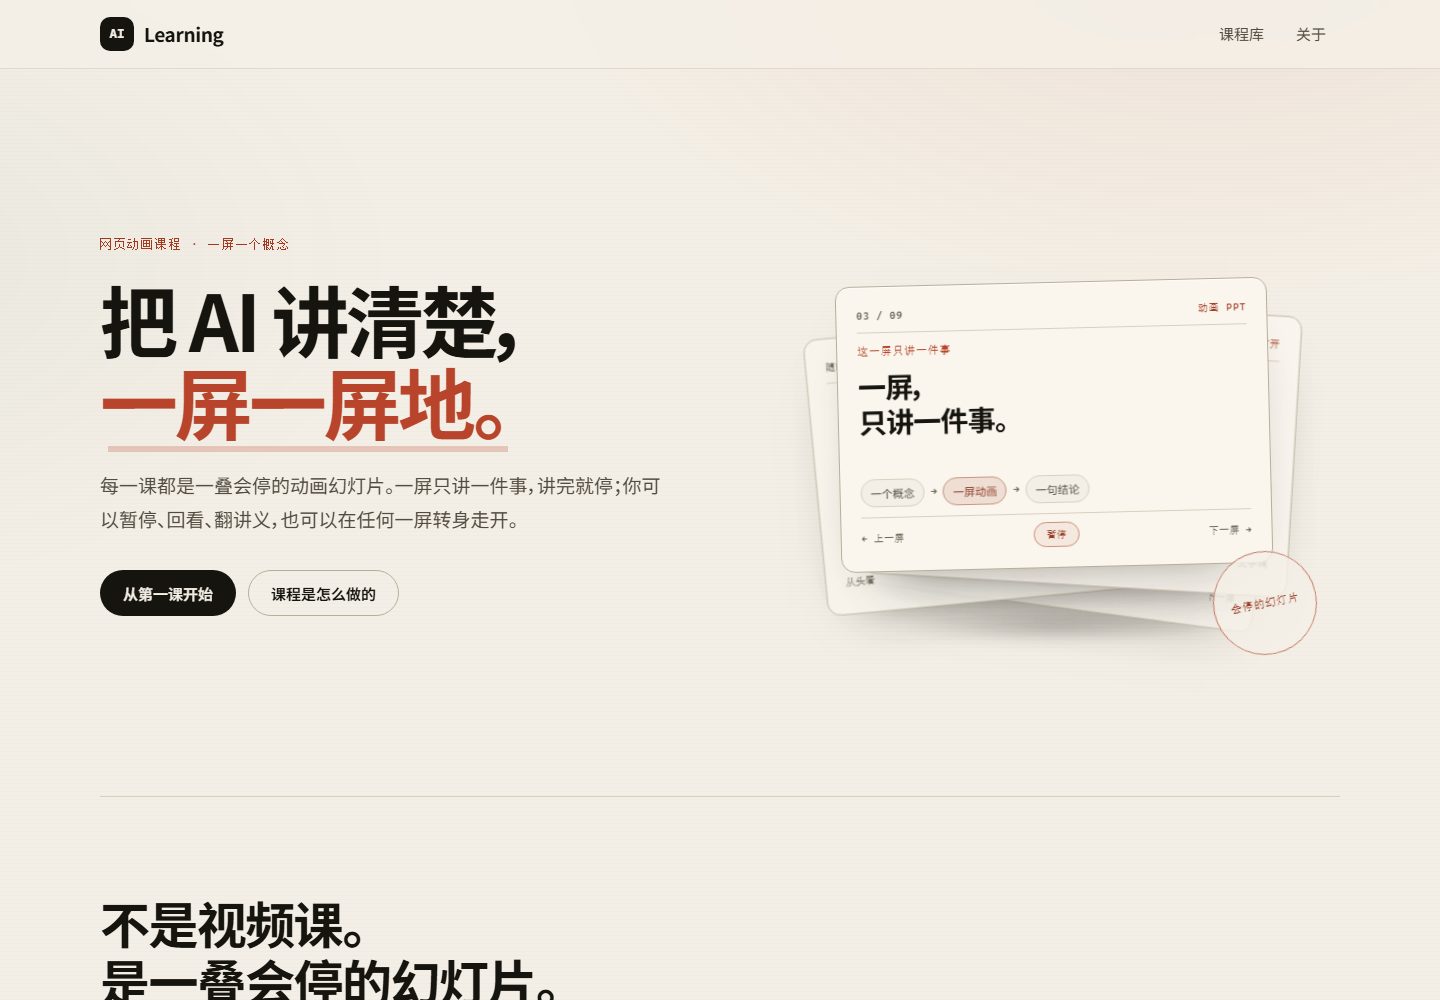 AI Learning
课程库
关于
网页动画课程 · 一屏一个概念
把 AI 讲清楚，
一屏一屏地。
每一课都是一叠会停的动画幻灯片。一屏只讲一件事，讲完就停；你可
以暂停、回看、翻讲义，也可以在任何一屏转身走开。
从第一课开始
课程是怎么做的
03 / 09
动画 PPT
这一屏只讲一件事
一屏，
只讲一件事。
一个概念 → 一屏动画 → 一句结论
← 上一屏
暂停
下一屏 →
从头看
会停的幻灯片
不是视频课。
是一叠会停的幻灯片。